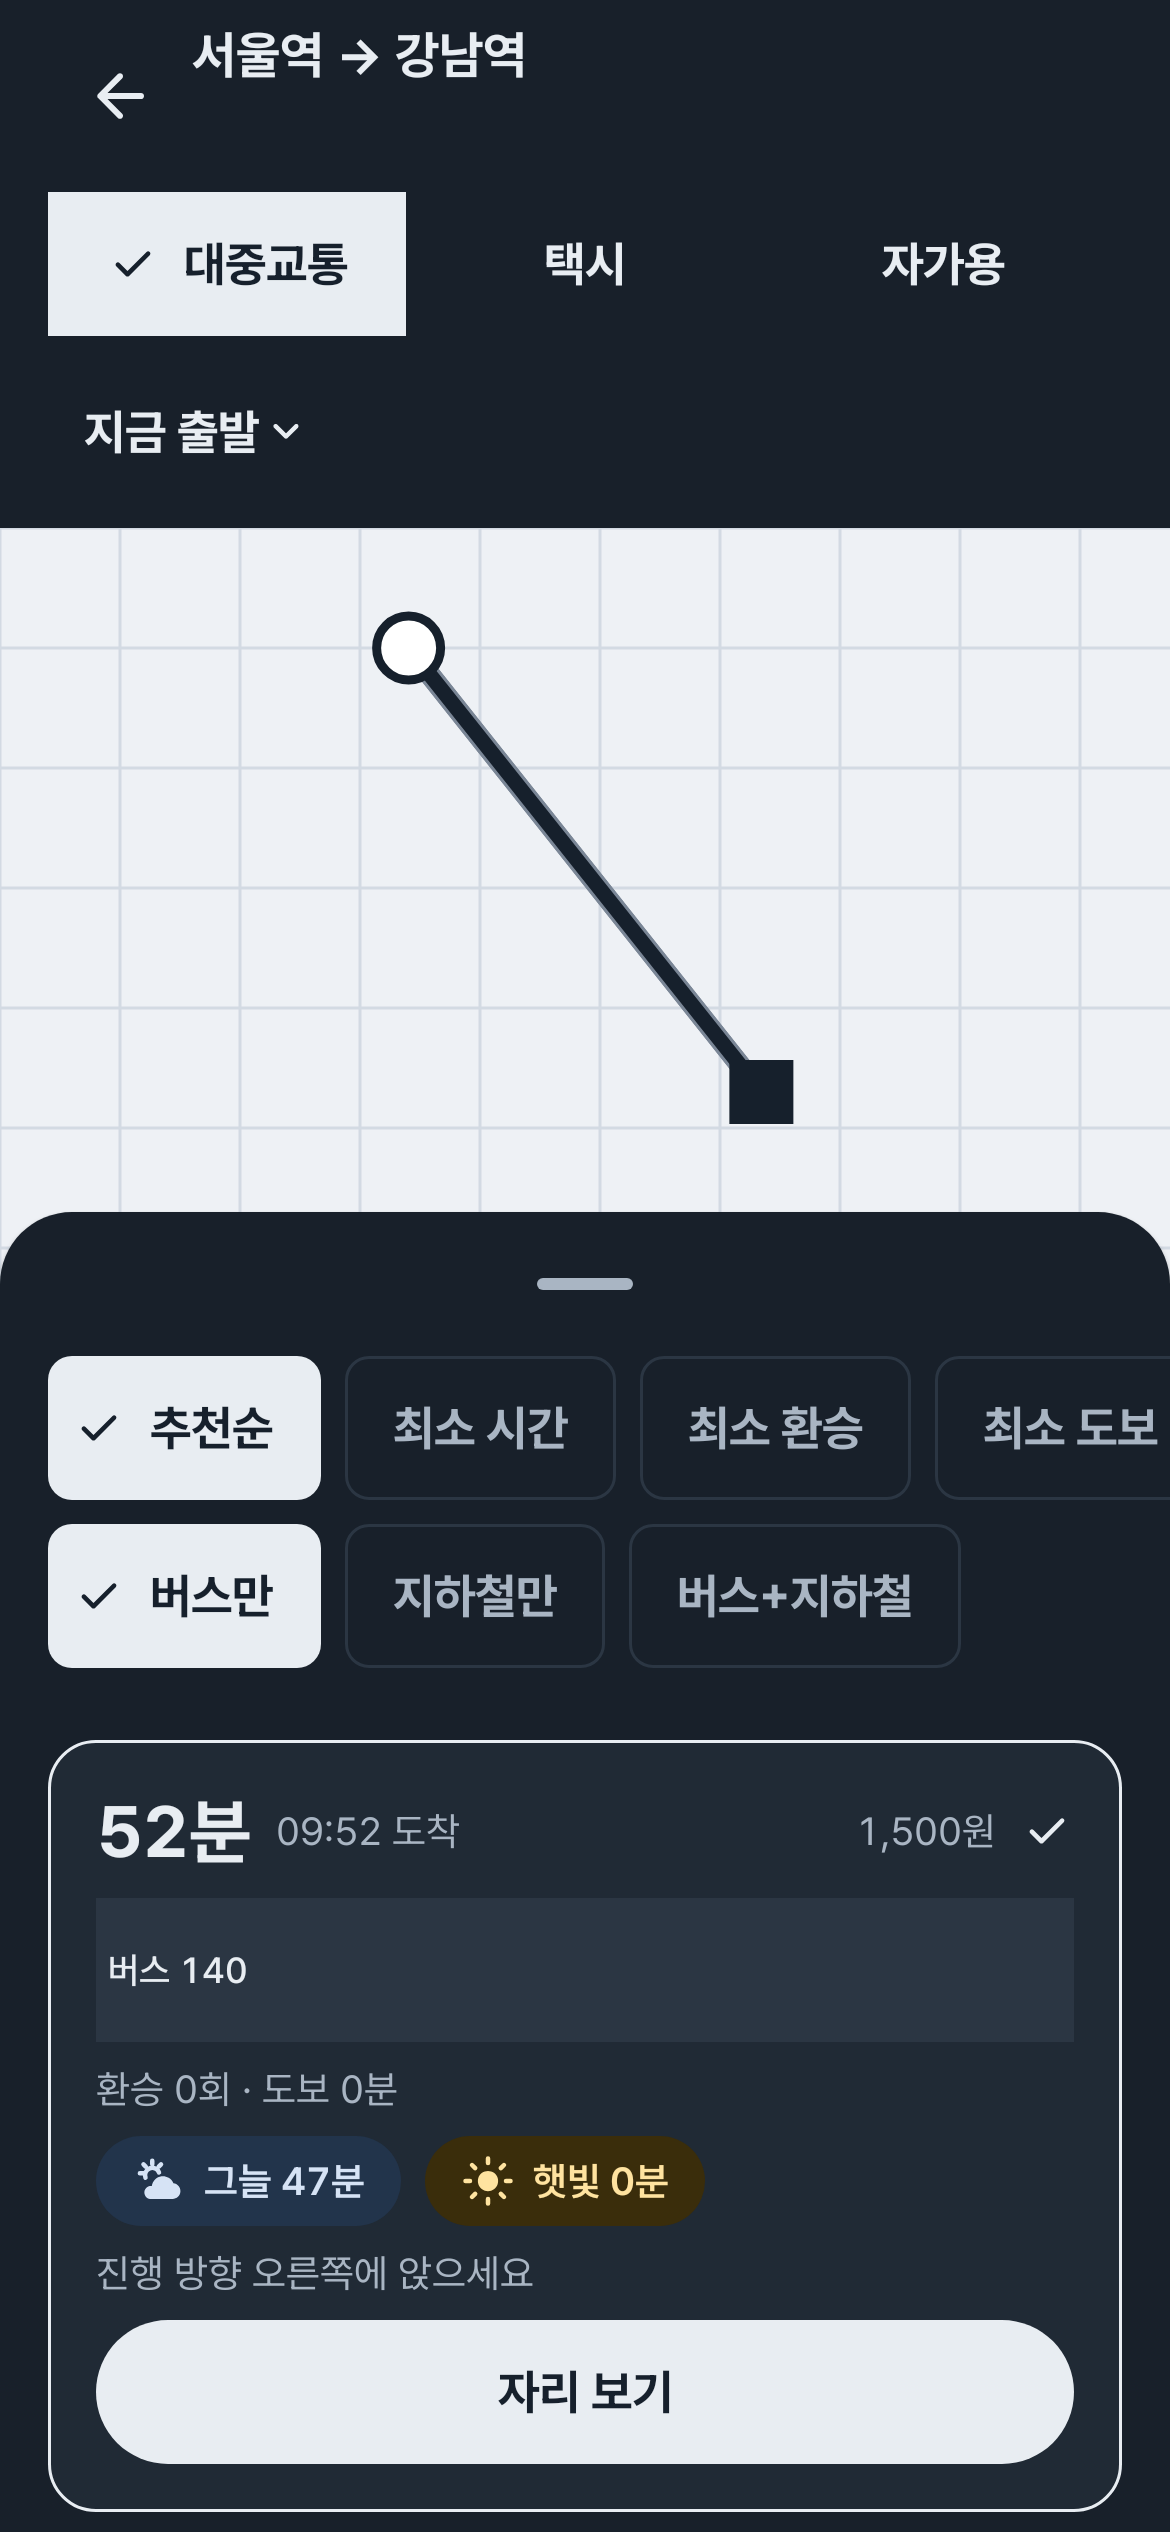 서울역 → 강남역
대중교통 택시 자가용
지금 출발
추천순 최소 시간 최소 환승 최소 도보
버스만 지하철만 버스+지하철
52분 09:52 도착 1,500원
버스 140
환승 0회 · 도보 0분
그늘 47분 햇빛 0분
진행 방향 오른쪽에 앉으세요
자리 보기